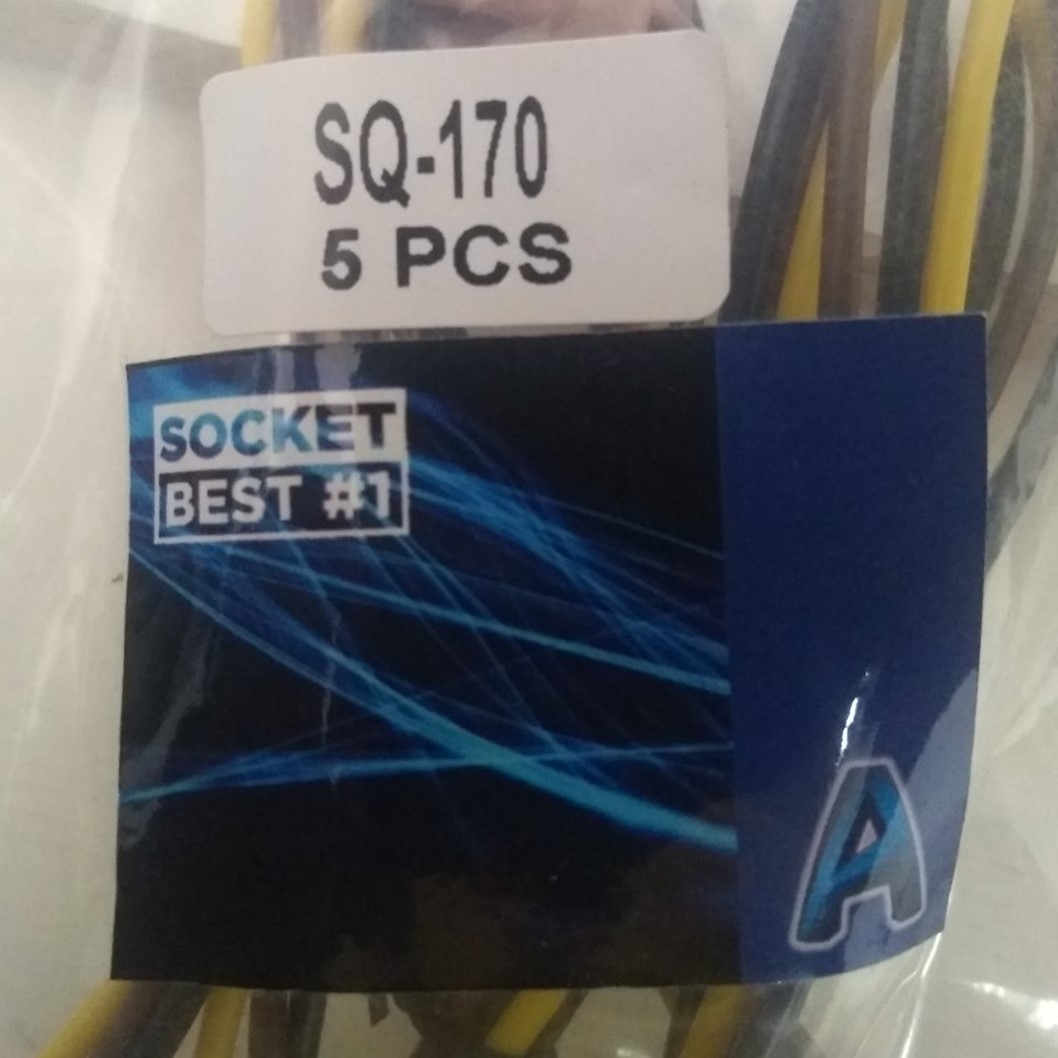 SQ-170
5 PCS
SOCKET
BEST #1
A